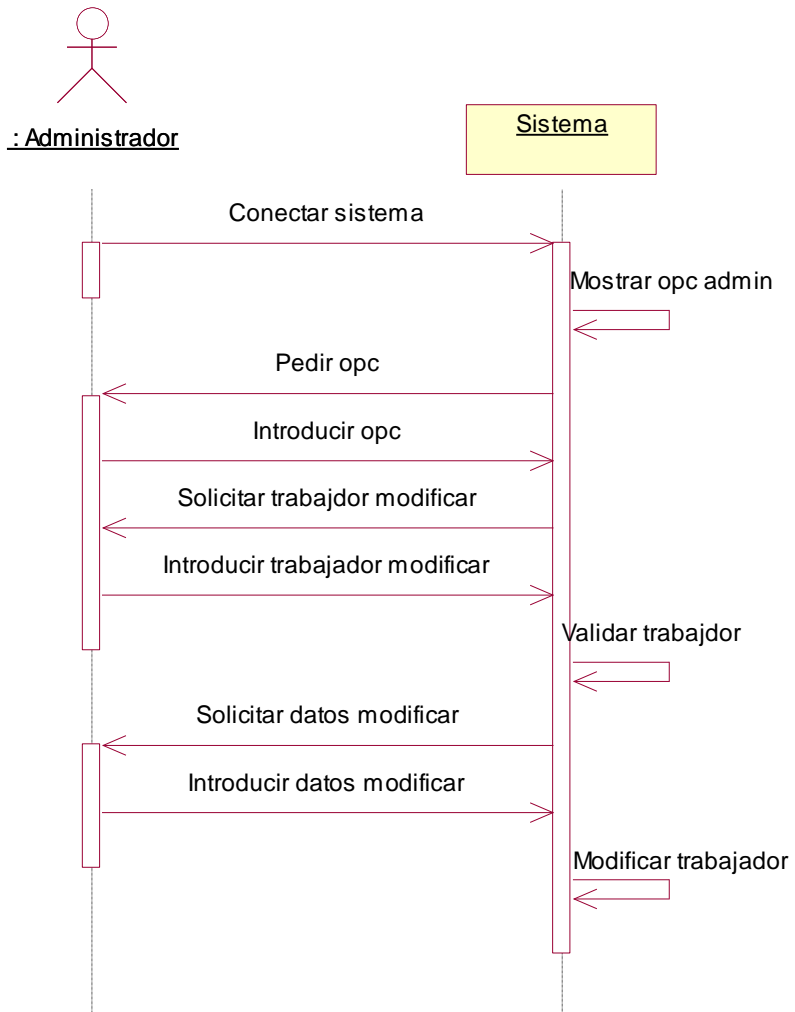 : Administrador
Sistema
Conectar sistema
Mostrar opc admin
Pedir opc
Introducir opc
Solicitar trabajdor modificar
Introducir trabajador modificar
Validar trabajdor
Solicitar datos modificar
Introducir datos modificar
Modificar trabajador